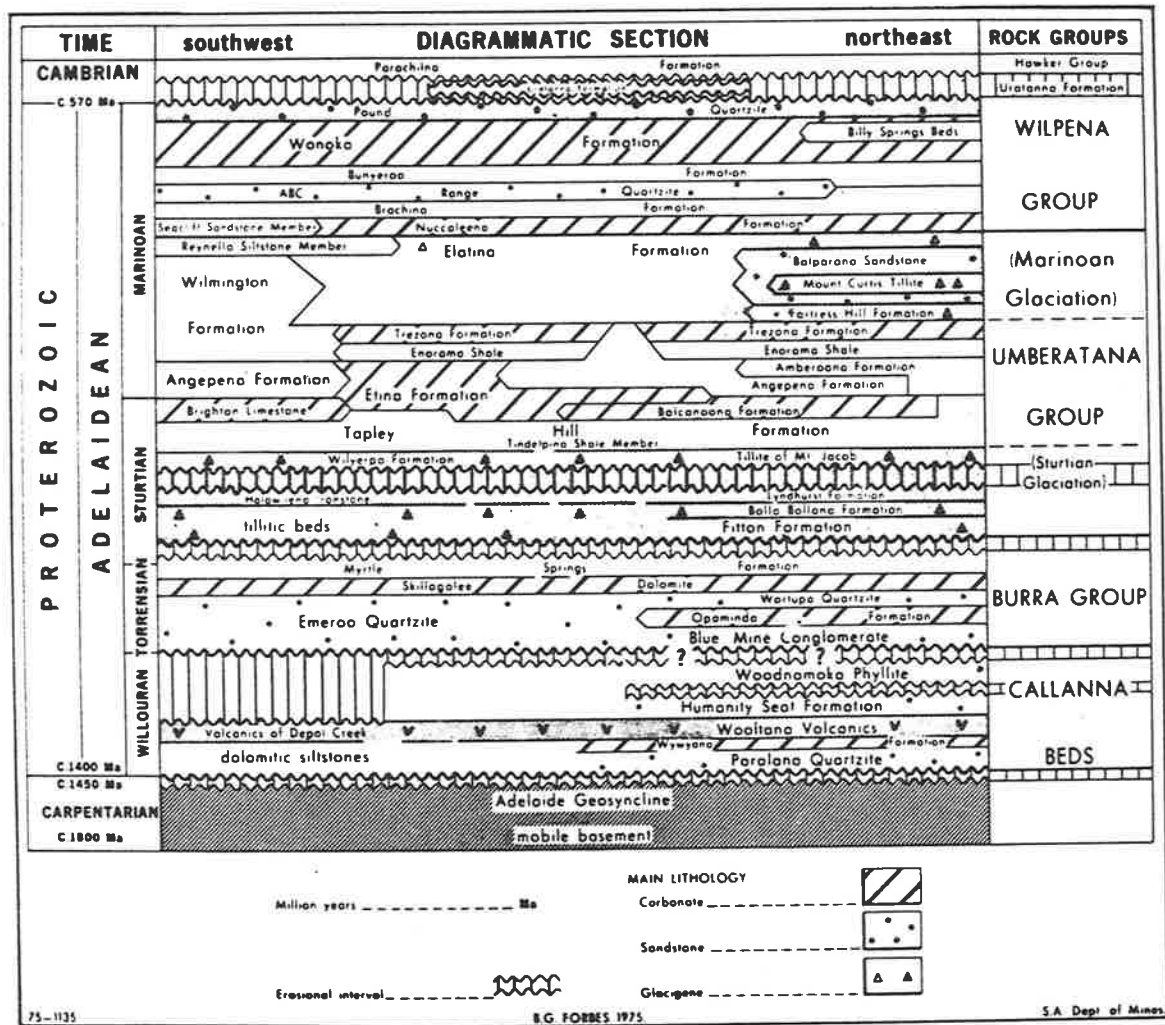 TIME southwest DIAGRAMMATIC SECTION northeast ROCK GROUPS
CAMBRIAN
Parachilna Formation
Hawker Group
Uratanna Formation
C.570 Ma
PROTEROZOIC
ADELAIDEAN
MARINOAN
Pound Quartzite
WILPENA
Wonoka Formation
Billy Springs Beds
Bunyeroo Formation
ABC Range Quartzite
GROUP
Brachina Formation
Seacliff Sandstone Member
Nuccaleena Formation
Reynella Siltstone Member
Elatina Formation
Balparana Sandstone
(Marinoan
Wilmington
Mount Curtis Tillite
Glaciation)
Fortress Hill Formation
Formation
Trezona Formation
Trezona Formation
Enorama Shale
Enorama Shale
UMBERATANA
Amberoona Formation
Angepena Formation
Angepena Formation
Etina Formation
STURTIAN
Brighton Limestone
Balcanoona Formation
GROUP
Tapley Hill Formation
Tindelpina Shale Member
Wilyerpa Formation
Tillite of Mt Jacob
(Sturtian
Glaciation)
Holowilena Ironstone
Lyndhurst Formation
Bolla Bollana Formation
tillitic beds
Fitton Formation
TORRENSIAN
Myrtle Springs Formation
Skillogalee Dolomite
Wortupa Quartzite
BURRA GROUP
Emeroo Quartzite
Opaminda Formation
Blue Mine Conglomerate
? ?
WILLOURAN
Woodnamoka Phyllite
CALLANNA
Humanity Seat Formation
Volcanics of Depot Creek
Wooltana Volcanics
Wywyana Formation
dolomitic siltstones
Paralana Quartzite
BEDS
C.1400 Ma
C.1450 Ma
CARPENTARIAN
Adelaide Geosyncline
C.1800 Ma
mobile basement
MAIN LITHOLOGY
Million years Ma
Carbonate
Sandstone
Erosional interval
Glacigene
75-1135
B.G. FORBES 1975.
S.A. Dept of Mines